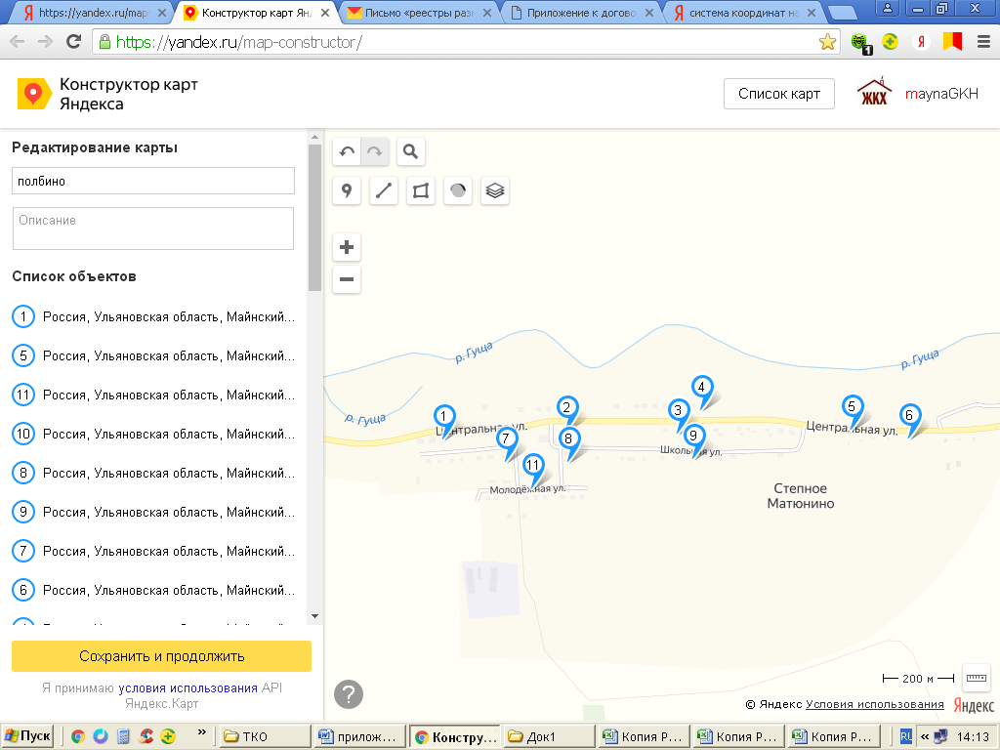 https://yandex.ru/map
Конструктор карт Ян
Письмо «реестры раз
Приложение к догово
система координат на
https://yandex.ru/map-constructor/
1
Я
Конструктор карт
Яндекса
Список карт
ЖКХ
maynaGKH
Редактирование карты
полбино
Описание
Список объектов
1 Россия, Ульяновская область, Майнский...
5 Россия, Ульяновская область, Майнский...
11 Россия, Ульяновская область, Майнский...
10 Россия, Ульяновская область, Майнский...
8 Россия, Ульяновская область, Майнский...
9 Россия, Ульяновская область, Майнский...
7 Россия, Ульяновская область, Майнский...
6 Россия, Ульяновская область, Майнский...
Сохранить и продолжить
Я принимаю условия использования API
Яндекс.Карт
р. Гуща
р. Гуща
р. Гуща
4
1
2
3
5
6
Центральная ул.
Центральная ул.
7
8
9
Школьная ул.
11
Молодёжная ул.
Степное
Матюнино
200 м
?
© Яндекс Условия использования
Яндекс
Пуск
»
ТКО
прилож...
Констру...
Док1
Копия Р...
Копия Р...
Копия Р...
RU
«
14:13